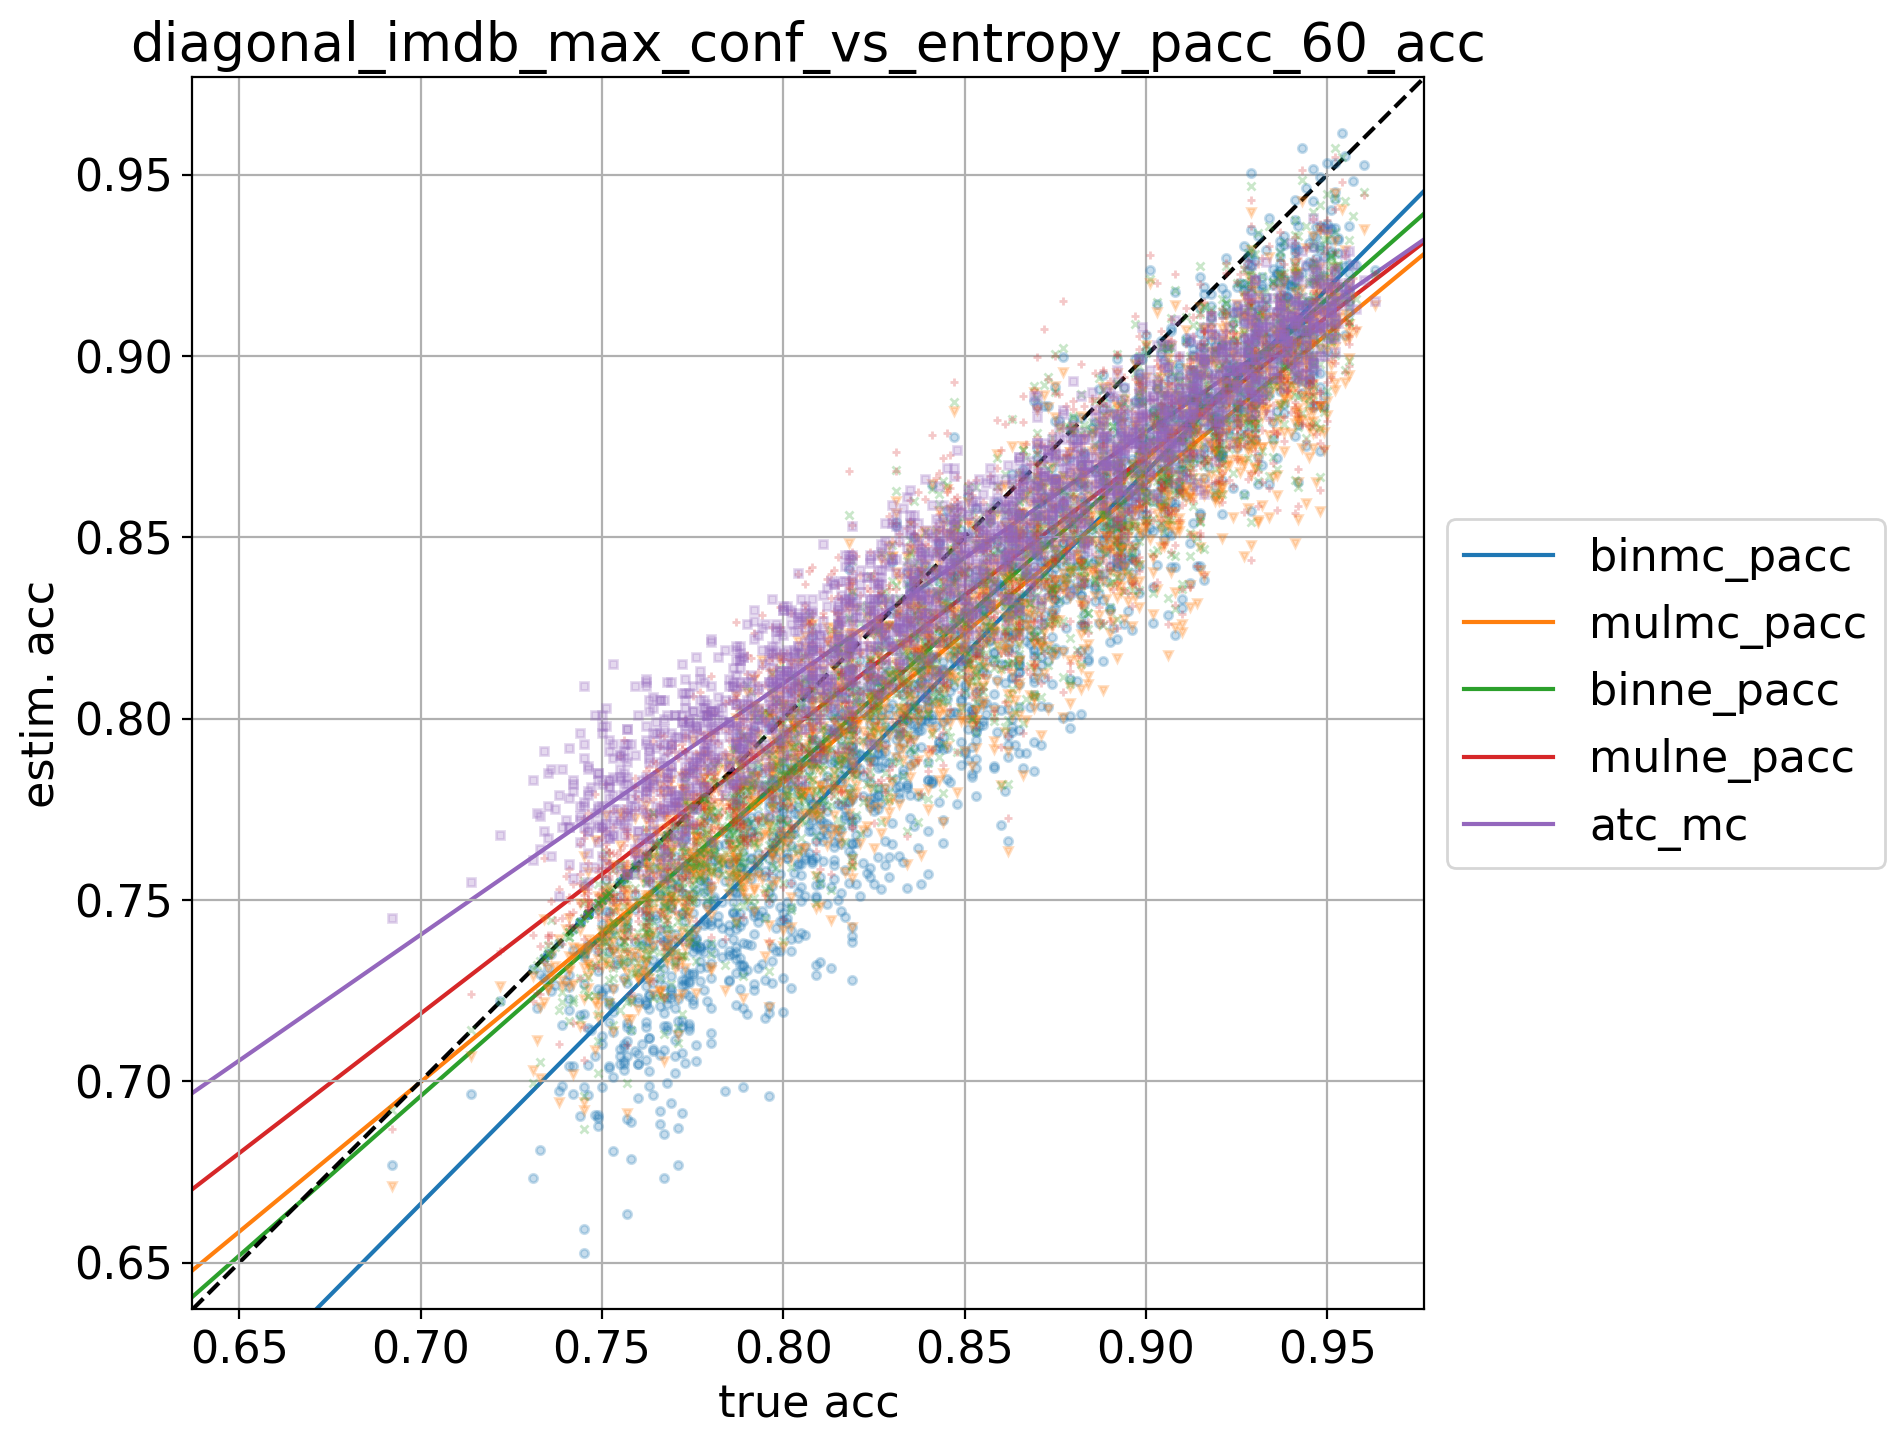 diagonal_imdb_max_conf_vs_entropy_pacc_60_acc
0.95
0.90
0.85
0.80
0.75
0.70
0.65
estim. acc
0.65 0.70 0.75 0.80 0.85 0.90 0.95
true acc
binmc_pacc
mulmc_pacc
binne_pacc
mulne_pacc
atc_mc